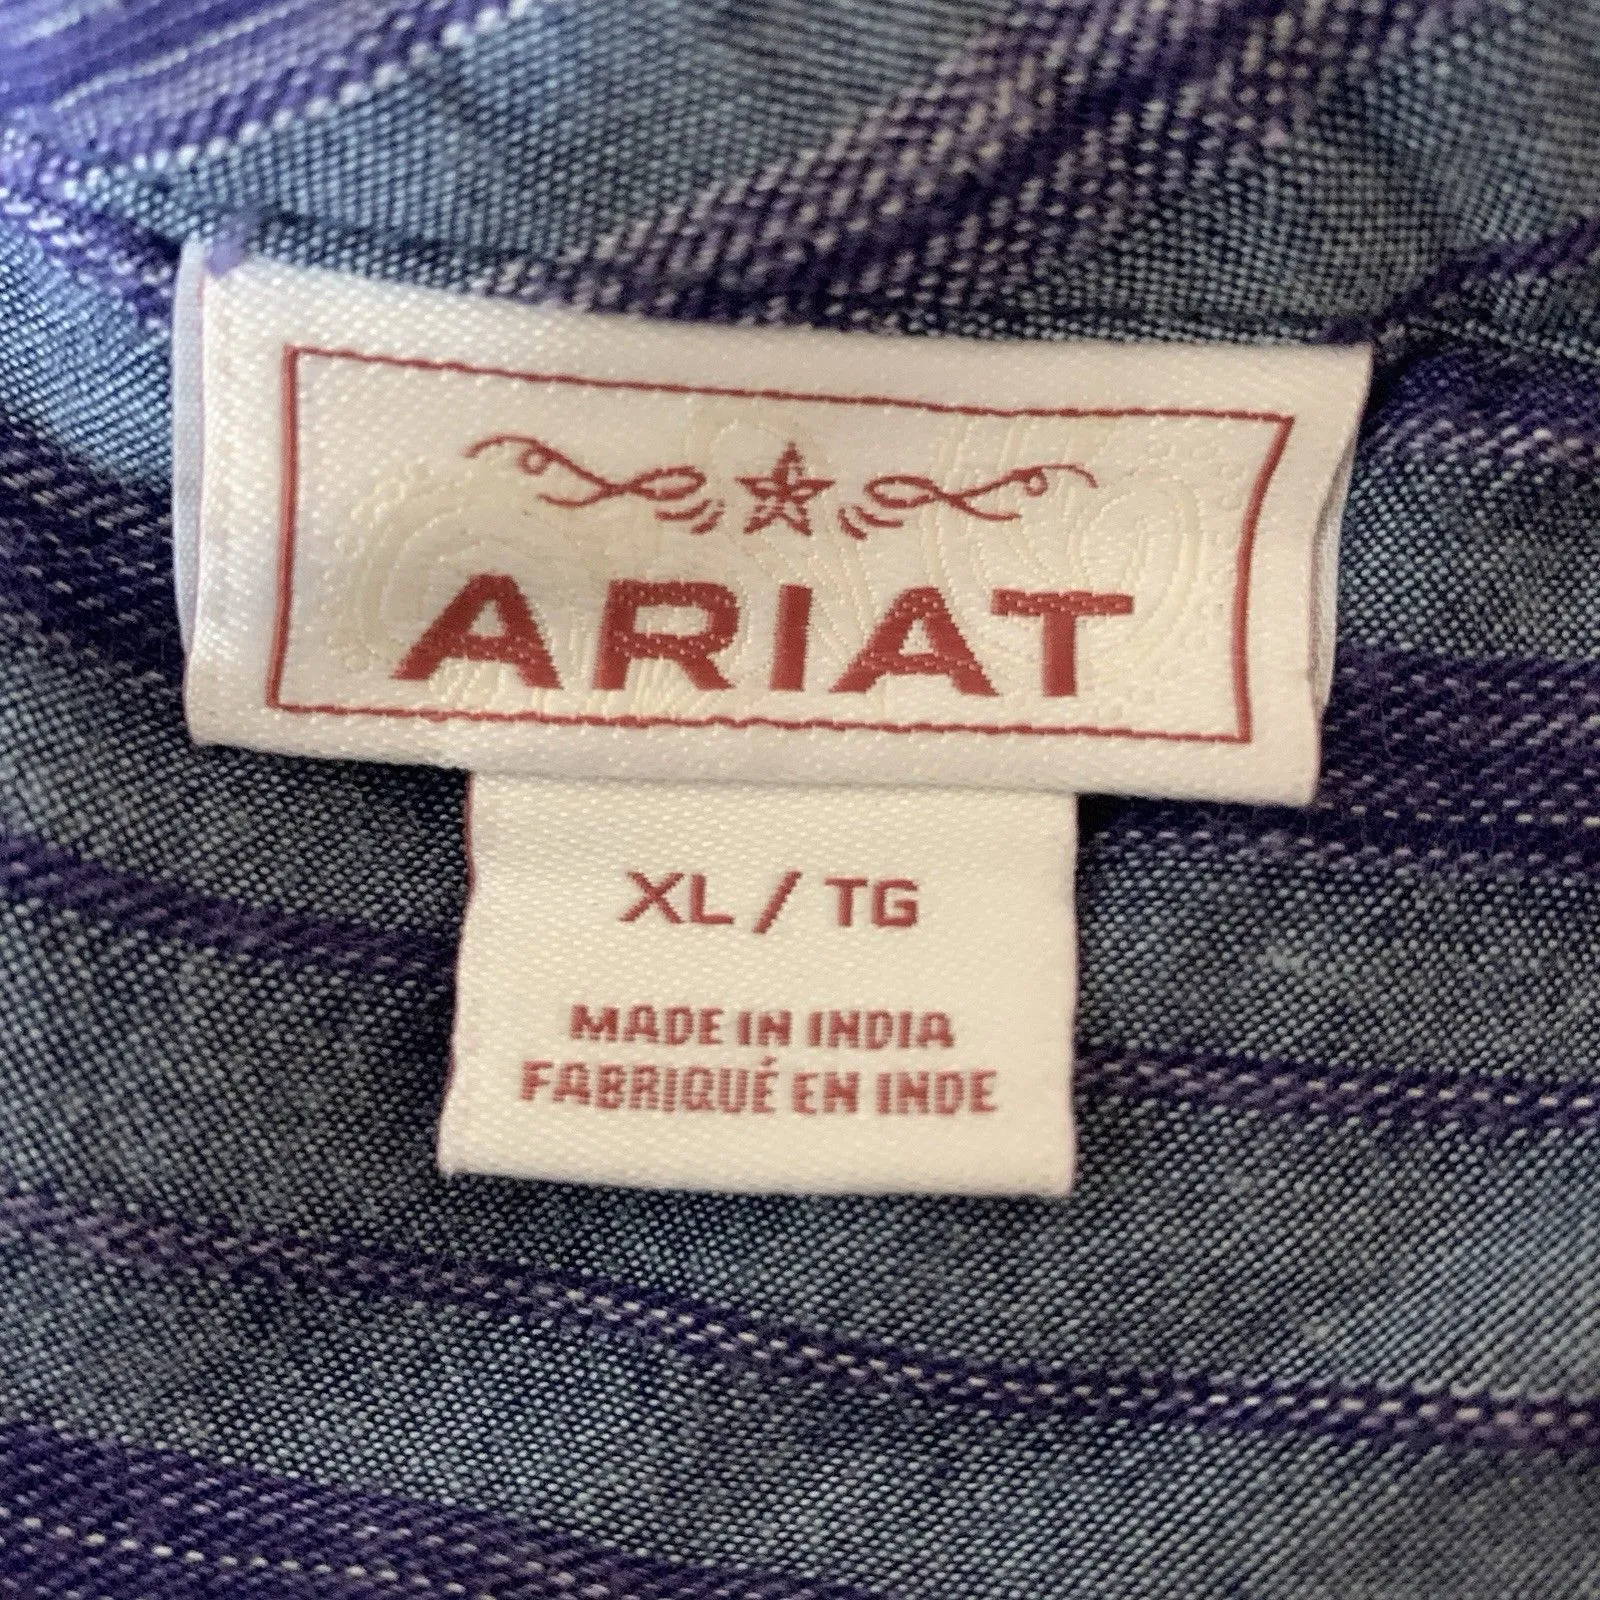 ARIAT
XL / TG
MADE IN INDIA
FABRIQUÉ EN INDE